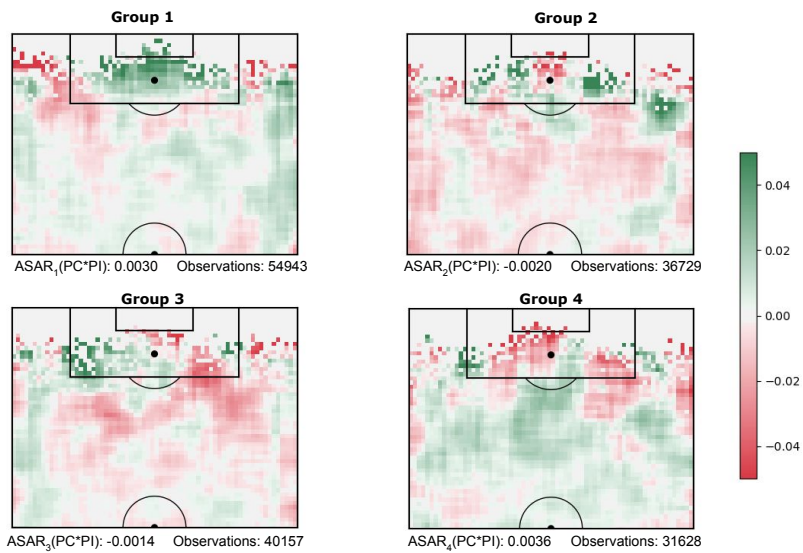 Group 1
Group 2
ASAR1(PC*PI): 0.0030 Observations: 54943
ASAR2(PC*PI): -0.0020 Observations: 36729
Group 3
Group 4
ASAR3(PC*PI): -0.0014 Observations: 40157
ASAR4(PC*PI): 0.0036 Observations: 31628
0.04
0.02
0.00
−0.02
−0.04